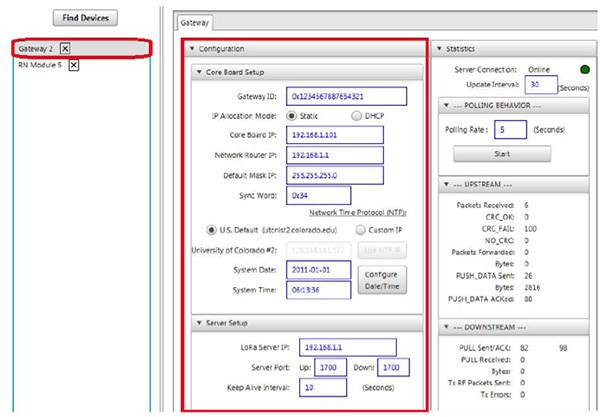 Find Devices
Gateway 2
RN Module 5
Gateway
Configuration
Core Board Setup
Gateway ID: 0x1234567887654321
IP Allocation Mode: Static DHCP
Core Board IP: 192.168.1.101
Network Router IP: 192.168.1.1
Default Mask IP: 255.255.255.0
Sync Word: 0x34
Network Time Protocol (NTP):
U.S. Default (utcnist2.colorado.edu) Custom IP
University of Colorado #2: Use NTP IP
System Date: 2011-01-01
System Time: 06:13:36
Configure Date/Time
Server Setup
LoRa Server IP: 192.168.1.1
Server Port: Up: 1700 Down: 1700
Keep Alive Interval: 10 (Seconds)
Statistics
Server Connection: Online
Update Interval: 30 (Seconds)
--- POLLING BEHAVIOR ---
Polling Rate: 5 (Seconds)
Start
--- UPSTREAM ---
Packets Received: 6
CRC_OK: 0
CRC_FAIL: 100
NO_CRC: 0
Packets Forwarded: 0
Bytes: 0
PUSH_DATA Sent: 26
Bytes: 2816
PUSH_DATA ACKed: 88
--- DOWNSTREAM ---
PULL Sent/ACK: 82 98
PULL Received: 0
Bytes: 0
Tx RF Packets Sent: 0
Tx Errors: 0